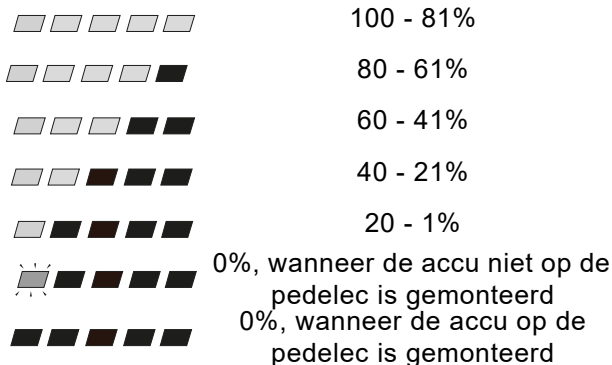 100 - 81%
80 - 61%
60 - 41%
40 - 21%
20 - 1%
0%, wanneer de accu niet op de
pedelec is gemonteerd
0%, wanneer de accu op de
pedelec is gemonteerd